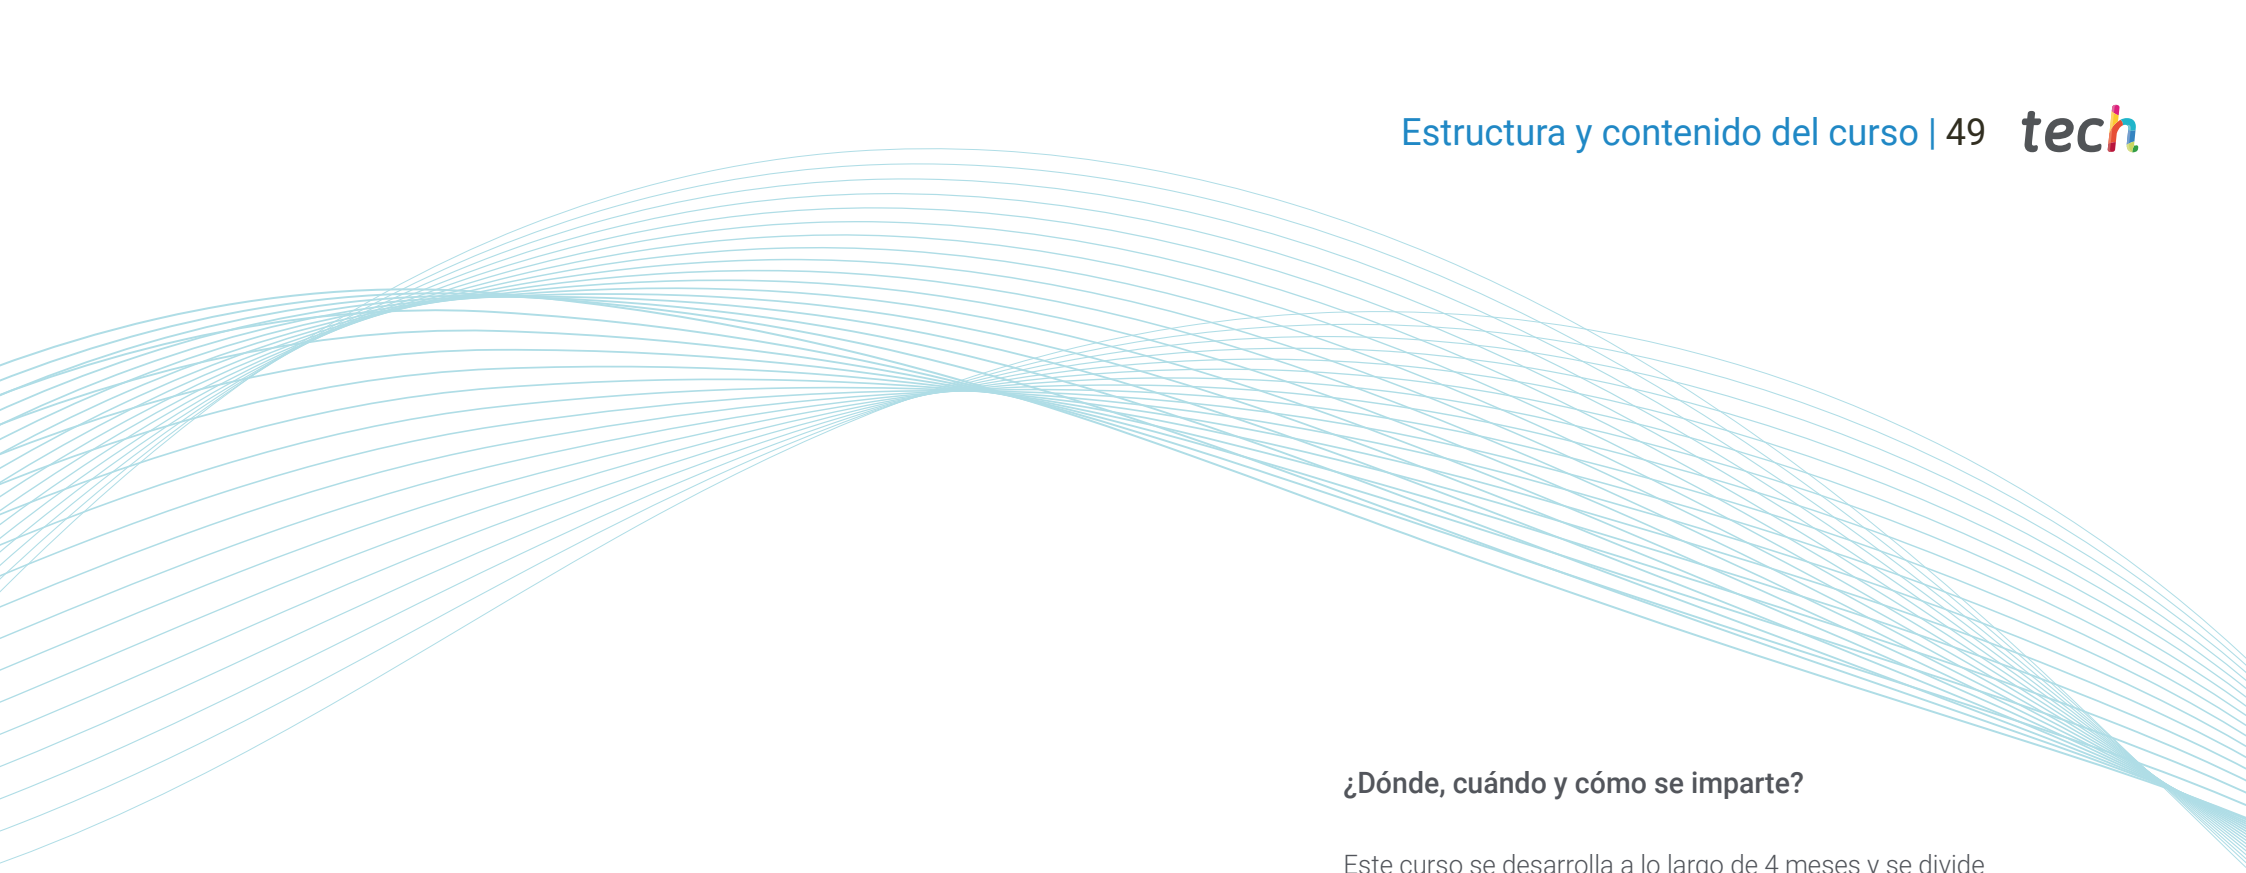 Estructura y contenido del curso | 49 tech
¿Dónde, cuándo y cómo se imparte?
Este curso se desarrolla a lo largo de 4 meses y se divide